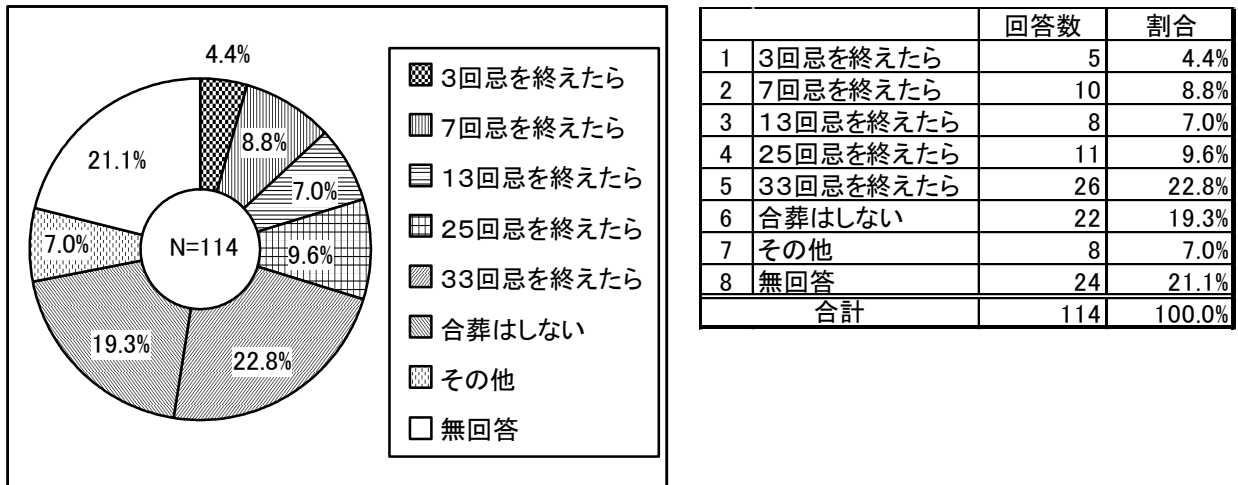 4.4%
8.8%
7.0%
9.6%
22.8%
19.3%
7.0%
21.1%
N=114
3回忌を終えたら
7回忌を終えたら
13回忌を終えたら
25回忌を終えたら
33回忌を終えたら
合葬はしない
その他
無回答
回答数 割合
1 3回忌を終えたら 5 4.4%
2 7回忌を終えたら 10 8.8%
3 13回忌を終えたら 8 7.0%
4 25回忌を終えたら 11 9.6%
5 33回忌を終えたら 26 22.8%
6 合葬はしない 22 19.3%
7 その他 8 7.0%
8 無回答 24 21.1%
合計 114 100.0%